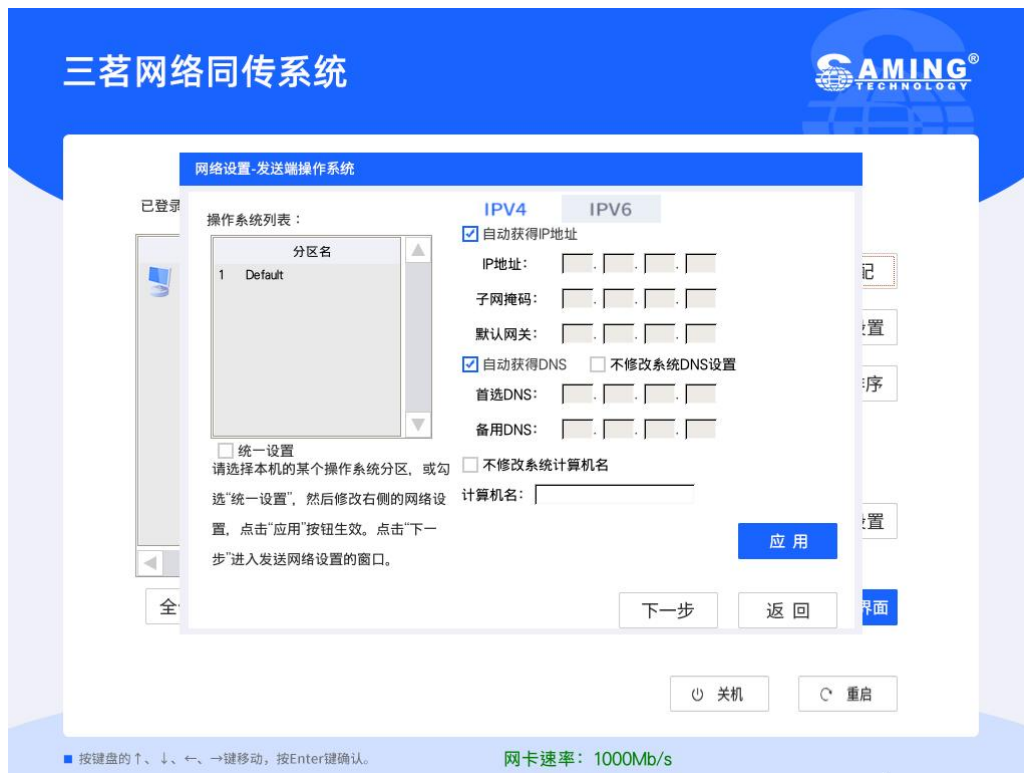 三茗网络同传系统
SAMING®
TECHNOLOGY
网络设置-发送端操作系统
已登录
操作系统列表：
IPV4 IPV6
自动获得IP地址
分区名
1 Default
IP地址：
子网掩码：
默认网关：
自动获得DNS 不修改系统DNS设置
首选DNS：
备用DNS：
统一设置
请选择本机的某个操作系统分区，或勾
选“统一设置”，然后修改右侧的网络设
置，点击“应用”按钮生效。点击“下一
步”进入发送网络设置的窗口。
不修改系统计算机名
计算机名：
应 用
下一步 返 回
置
序
置
全
界面
关机 重启
按键盘的↑、↓、←、→键移动，按Enter键确认。
网卡速率：1000Mb/s